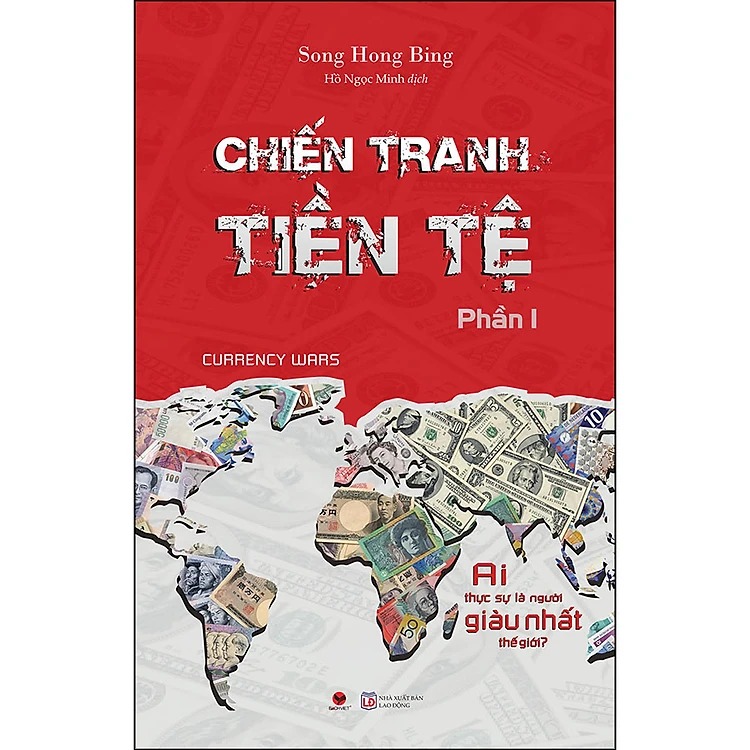 Song Hong Bing
Hồ Ngọc Minh dịch
CHIẾN TRANH
TIỀN TỆ
Phần I
CURRENCY WARS
Ai
thực sự là người
giàu nhất
thế giới?
NHÀ XUẤT BẢN
LAO ĐỘNG